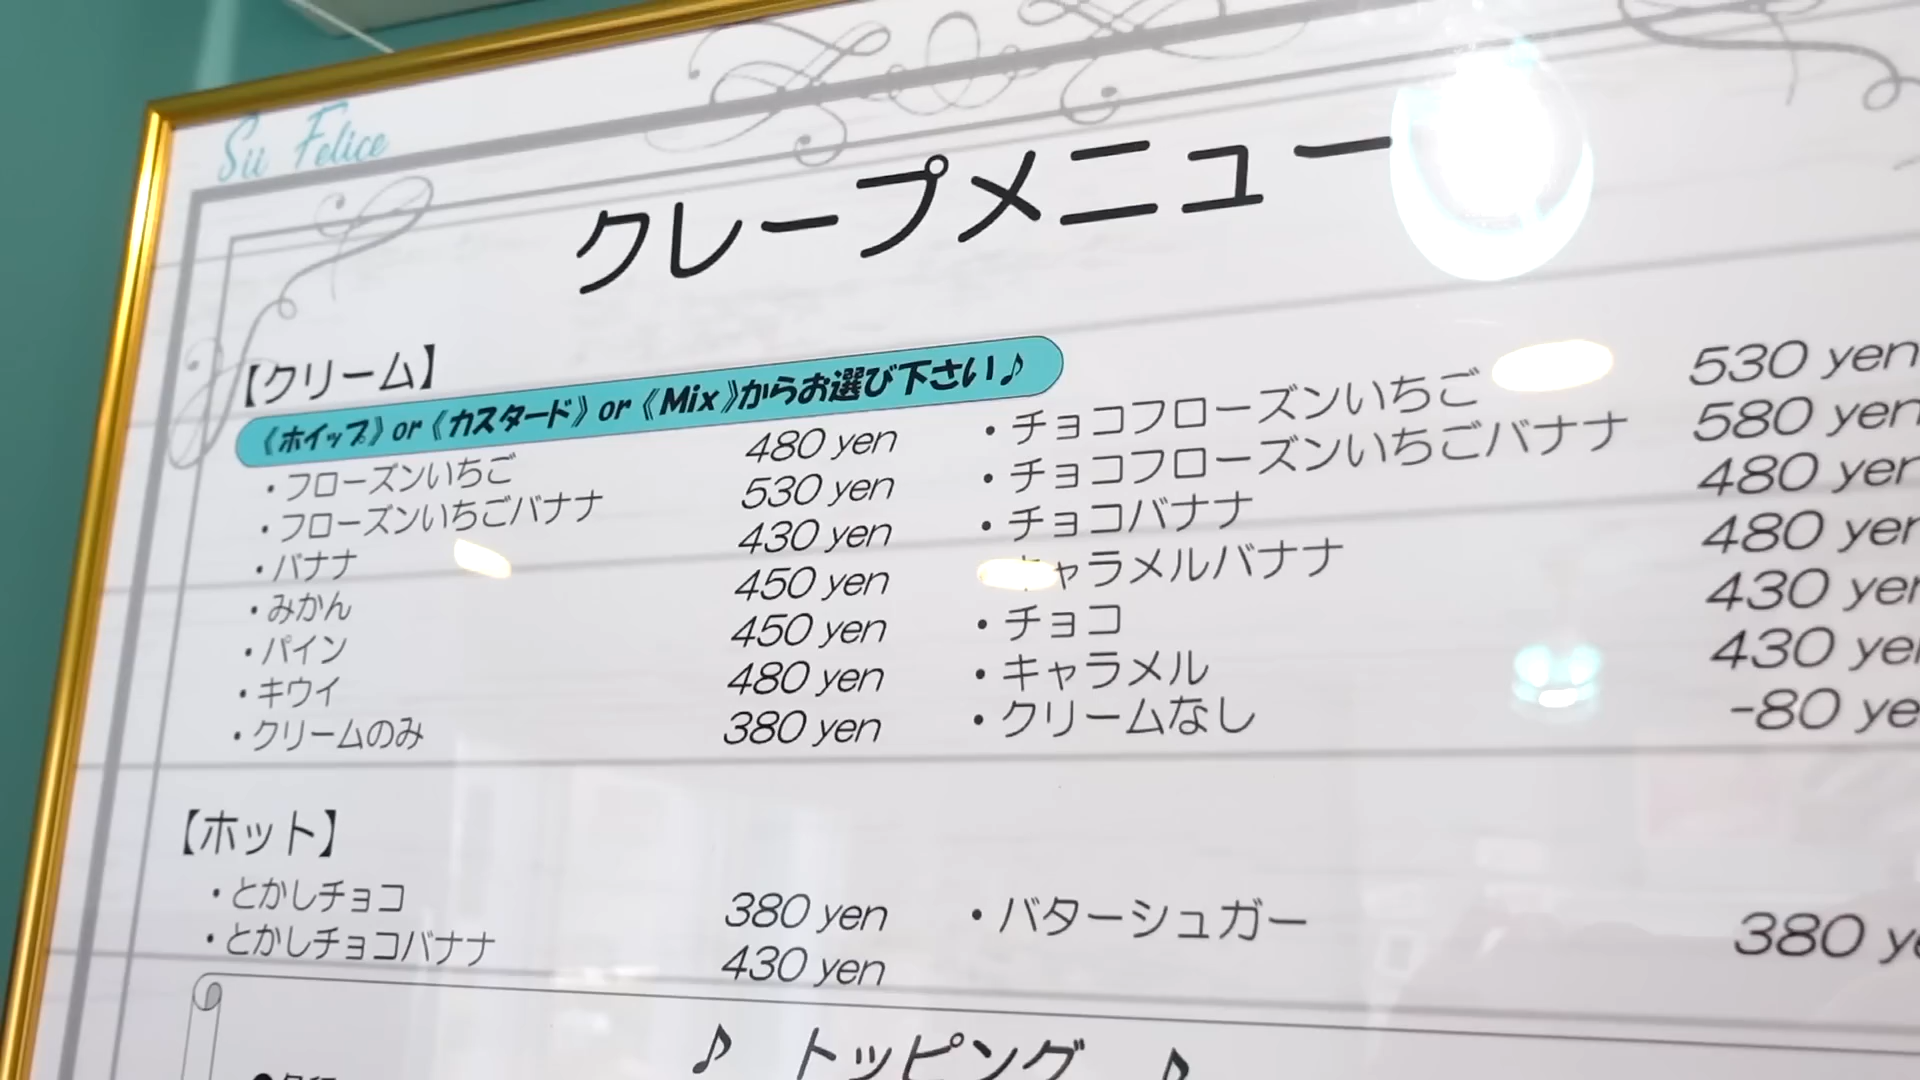 Sii Felice
クレープメニュー
【クリーム】
《ホイップ》or《カスタード》or《Mix》からお選び下さい♪
・フローズンいちご 480 yen
・フローズンいちごバナナ 530 yen
・バナナ 430 yen
・みかん 450 yen
・パイン 450 yen
・キウイ 480 yen
・クリームのみ 380 yen
・チョコフローズンいちご 530 yen
・チョコフローズンいちごバナナ 580 yen
・チョコバナナ 480 yen
キャラメルバナナ 480 yen
・チョコ 430 yen
・キャラメル 430 yen
・クリームなし -80 ye
【ホット】
・とかしチョコ 380 yen
・とかしチョコバナナ 430 yen
・バターシュガー 380 ye
♪ トッピング ♪